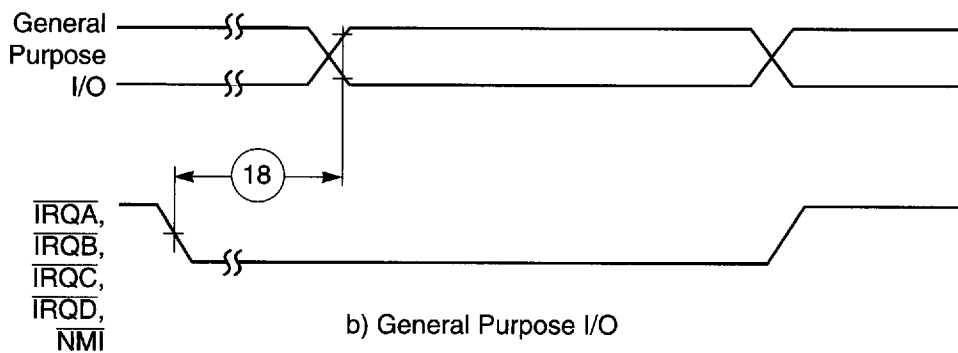 General
Purpose
I/O
18
IRQA,
IRQB,
IRQC,
IRQD,
NMI
b) General Purpose I/O